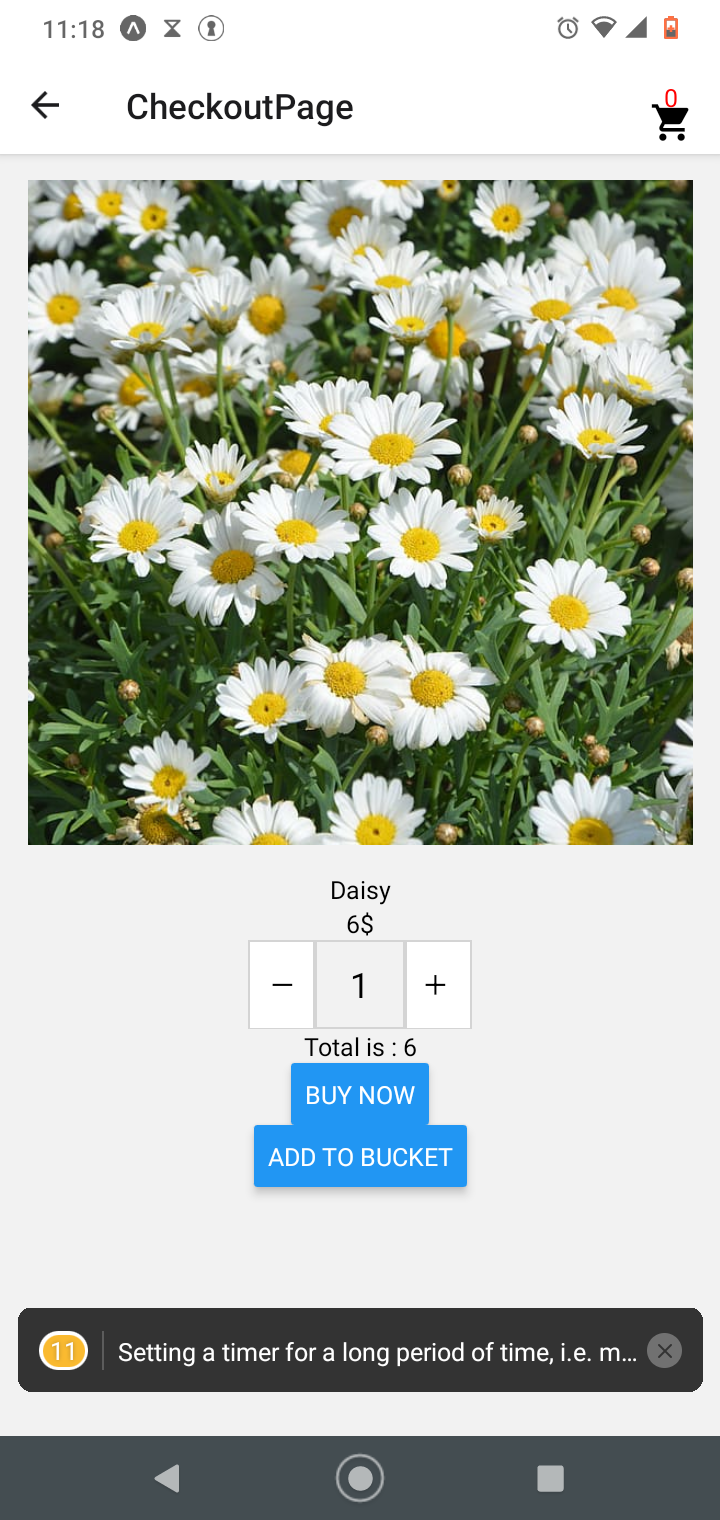 11:18
CheckoutPage
0
Daisy
6$
− 1 +
Total is : 6
BUY NOW
ADD TO BUCKET
11 Setting a timer for a long period of time, i.e. m…